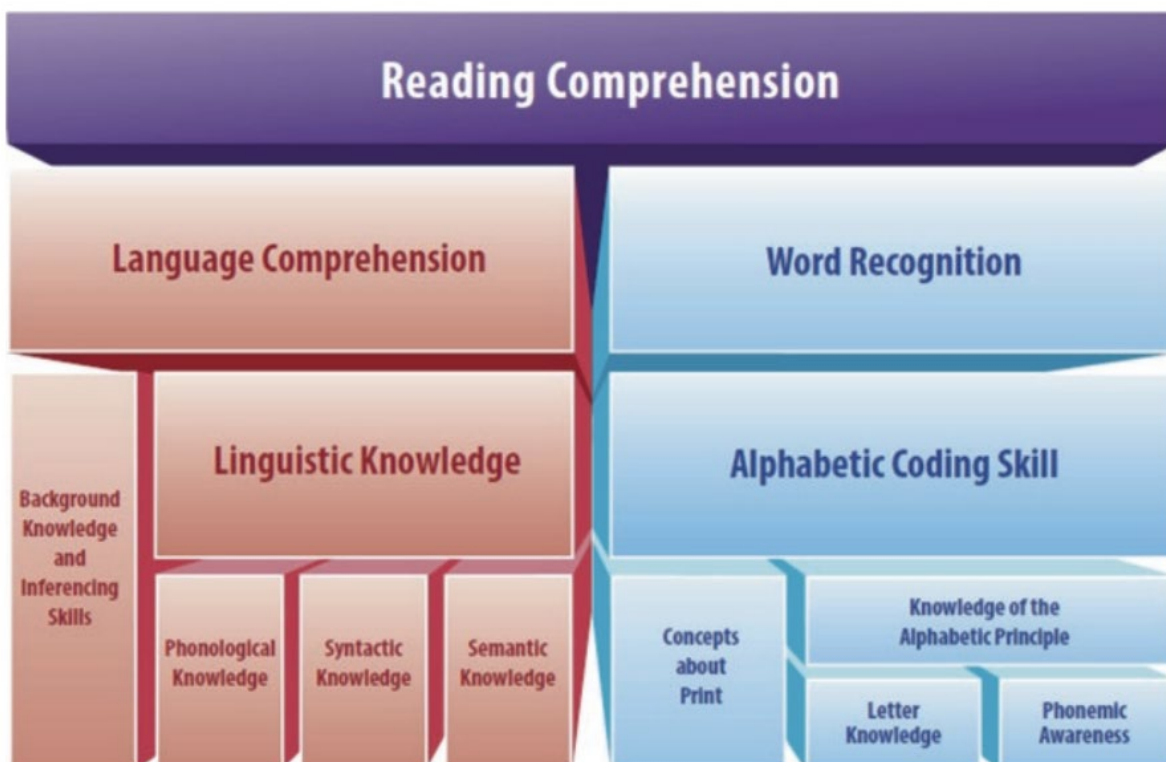 Reading Comprehension
Language Comprehension
Word Recognition
Background
Knowledge
and
Inferencing
Skills
Linguistic Knowledge
Alphabetic Coding Skill
Phonological
Knowledge
Syntactic
Knowledge
Semantic
Knowledge
Concepts
about
Print
Knowledge of the
Alphabetic Principle
Letter
Knowledge
Phonemic
Awareness